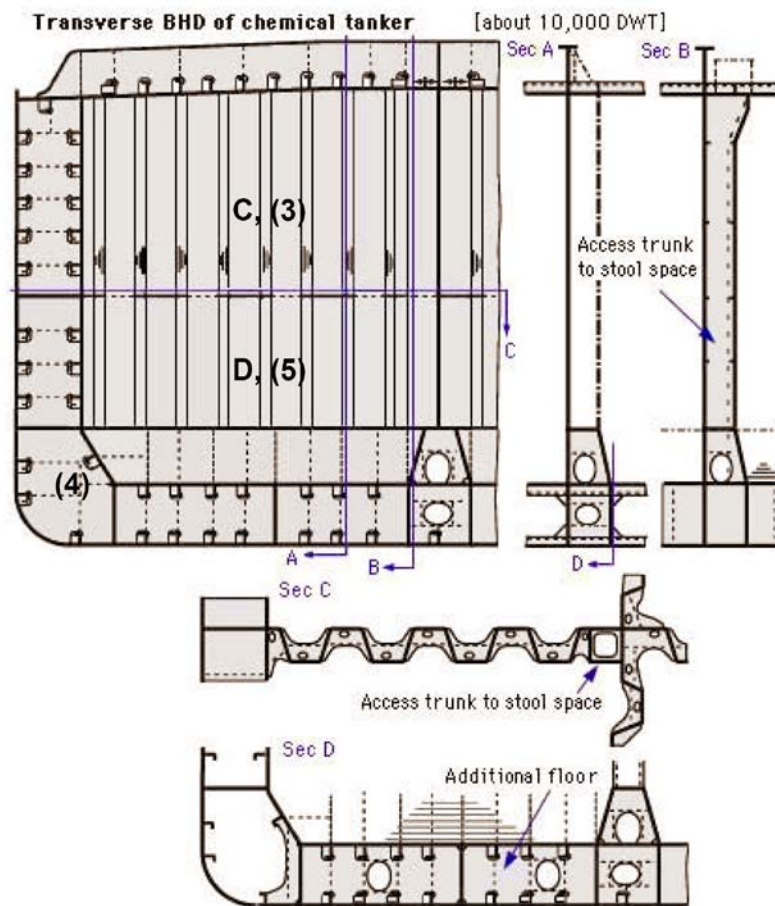 Transverse BHD of chemical tanker [about 10,000 DWT]
Sec A
Sec B
C, (3)
Access trunk
to stool space
C
D, (5)
(4)
A
B
D
Sec C
Access trunk to stool space
Sec D
Additional floor